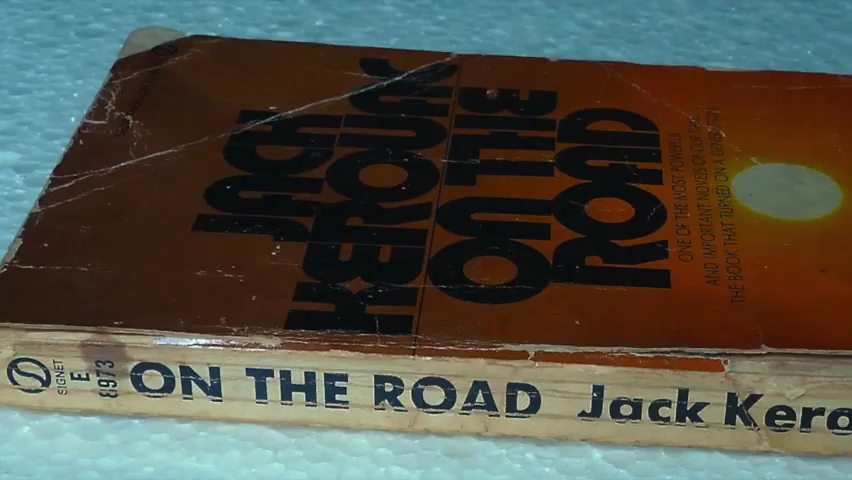 JACK
KEROUAC
ON THE
ROAD
ONE OF THE MOST POWERFUL
AND IMPORTANT NOVELS OF OUR TIME
THE BOOK THAT TURNED ON A GENERATION
SIGNET
E
8973
ON THE ROAD Jack Kero